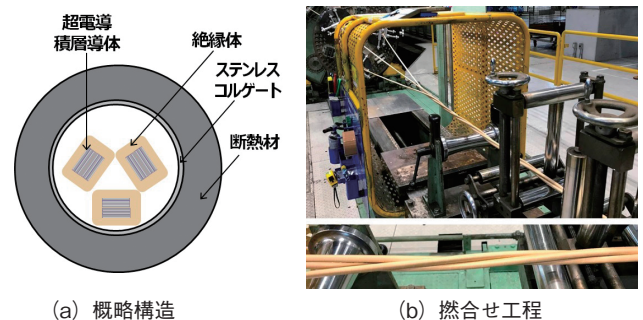 超電導
積層導体
絶縁体
ステンレス
コルゲート
断熱材
(a) 概略構造
(b) 撚合せ工程